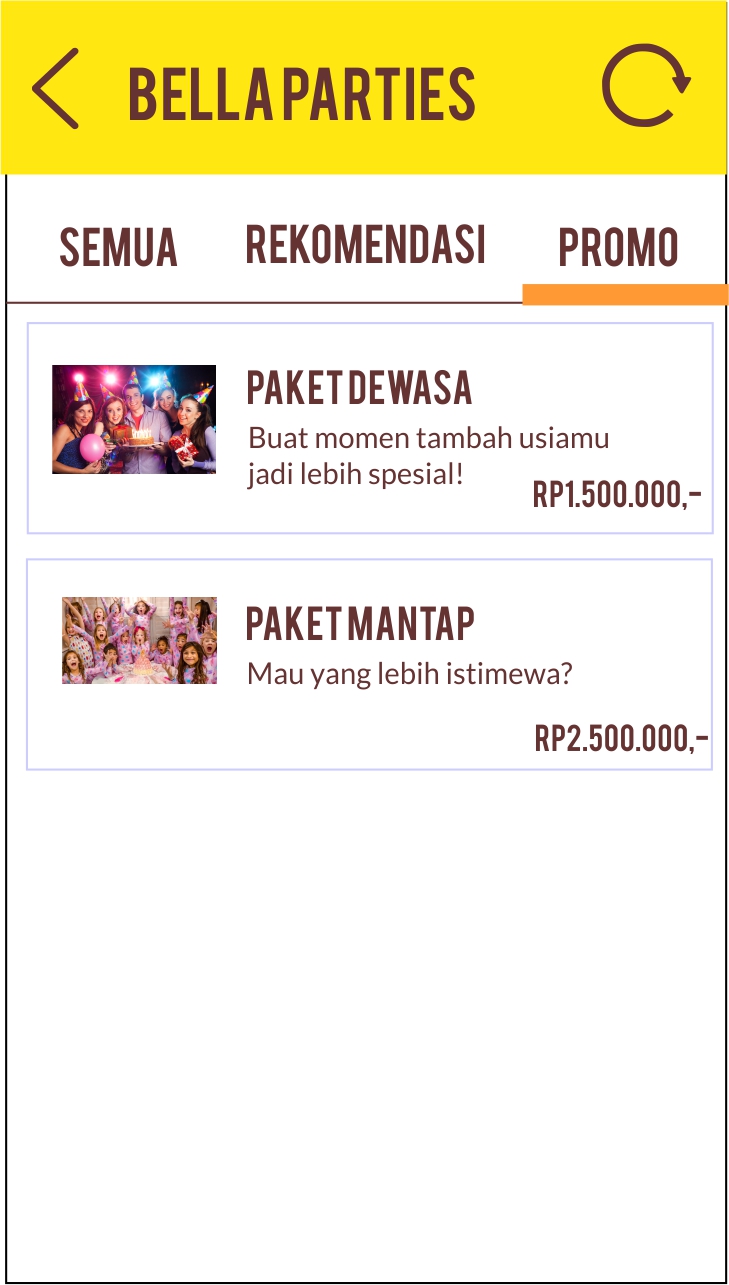 BELLA PARTIES
SEMUA REKOMENDASI PROMO
PAKET DEWASA
Buat momen tambah usiamu
jadi lebih spesial!
RP1.500.000,-
PAKET MANTAP
Mau yang lebih istimewa?
RP2.500.000,-